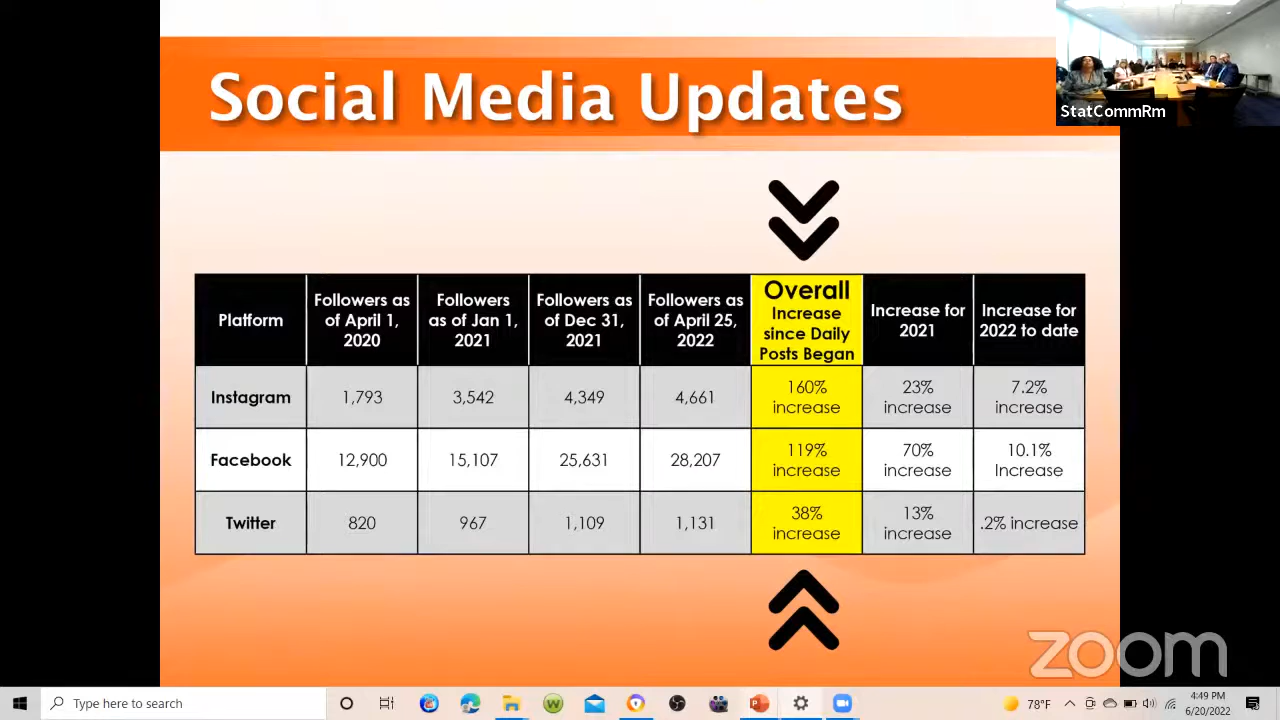 Social Media Updates
StatCommRm
Platform
Followers as
of April 1,
2020
Followers
as of Jan 1,
2021
Followers as
of Dec 31,
2021
Followers as
of April 25,
2022
Overall
Increase
since Daily
Posts Began
Increase for
2021
Increase for
2022 to date
Instagram
1,793
3,542
4,349
4,661
160%
increase
23%
increase
7.2%
increase
Facebook
12,900
15,107
25,631
28,207
119%
increase
70%
increase
10.1%
Increase
Twitter
820
967
1,109
1,131
38%
increase
13%
increase
.2% increase
zoom
Type here to search
78°F
4:49 PM
6/20/2022